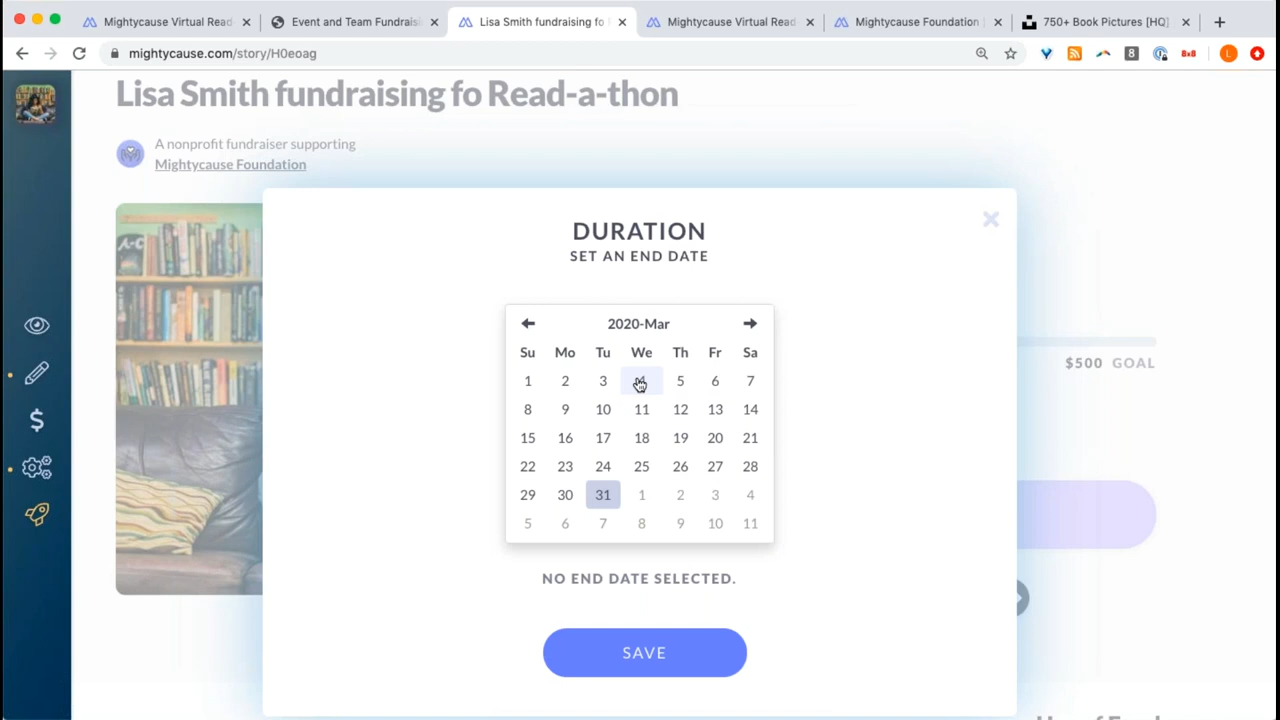 Mightycause Virtual Read
Event and Team Fundraisi
Lisa Smith fundraising fo
Mightycause Virtual Read
Mightycause Foundation
750+ Book Pictures [HQ]
mightycause.com/story/H0eoag
8
8x8
L
Lisa Smith fundraising fo Read-a-thon
A nonprofit fundraiser supporting
Mightycause Foundation
DURATION
SET AN END DATE
2020-Mar
Su Mo Tu We Th Fr Sa
1 2 3 4 5 6 7
8 9 10 11 12 13 14
15 16 17 18 19 20 21
22 23 24 25 26 27 28
29 30 31 1 2 3 4
5 6 7 8 9 10 11
NO END DATE SELECTED.
SAVE
$500 GOAL